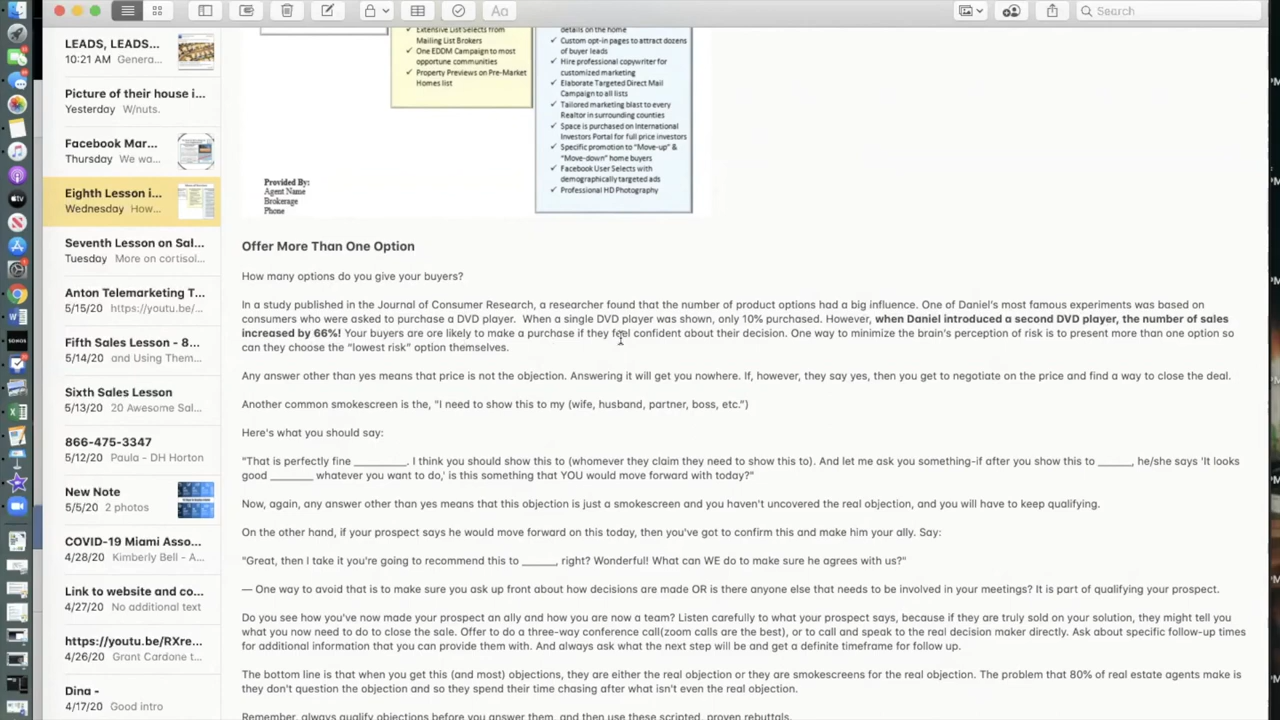 Aa
Search
LEADS, LEADS...
10:21 AM Genera...
Picture of their house i...
Yesterday W/nuts.
Facebook Mar...
Thursday We wa...
Eighth Lesson i...
Wednesday How...
Seventh Lesson on Sal...
Tuesday More on cortisol...
Anton Telemarketing T...
5/15/20 https://youtu.be/...
Fifth Sales Lesson - 8...
5/14/20 and Using Them...
Sixth Sales Lesson
5/13/20 20 Awesome Sal...
866-475-3347
5/12/20 Paula - DH Horton
New Note
5/5/20 2 photos
COVID-19 Miami Asso...
4/28/20 Kimberly Bell - A...
Link to website and co...
4/27/20 No additional text
https://youtu.be/RXre...
4/26/20 Grant Cardone t...
Dina -
4/17/20 Good intro
Extensive List Selects from
Mailing List Brokers
✓ One EDDM Campaign to most
opportune communities
✓ Property Previews on Pre-Market
Homes list
details on the home
✓ Custom opt-in pages to attract dozens
of buyer leads
✓ Hire professional copywriter for
customized marketing
✓ Elaborate Targeted Direct Mail
Campaign to all lists
✓ Tailored marketing blast to every
Realtor in surrounding counties
✓ Space is purchased on International
Investors Portal for full price investors
✓ Specific promotion to "Move-up" &
"Move-down" home buyers
✓ Facebook User Selects with
demographically targeted ads
✓ Professional HD Photography
Provided By:
Agent Name
Brokerage
Phone
Offer More Than One Option
How many options do you give your buyers?
In a study published in the Journal of Consumer Research, a researcher found that the number of product options had a big influence. One of Daniel's most famous experiments was based on
consumers who were asked to purchase a DVD player. When a single DVD player was shown, only 10% purchased. However, when Daniel introduced a second DVD player, the number of sales
increased by 66%! Your buyers are ore likely to make a purchase if they feel confident about their decision. One way to minimize the brain's perception of risk is to present more than one option so
can they choose the "lowest risk" option themselves.
Any answer other than yes means that price is not the objection. Answering it will get you nowhere. If, however, they say yes, then you get to negotiate on the price and find a way to close the deal.
Another common smokescreen is the, "I need to show this to my (wife, husband, partner, boss, etc.")
Here's what you should say:
"That is perfectly fine _________. I think you should show this to (whomever they claim they need to show this to). And let me ask you something-if after you show this to ______, he/she says 'It looks
good _______ whatever you want to do,' is this something that YOU would move forward with today?"
Now, again, any answer other than yes means that this objection is just a smokescreen and you haven't uncovered the real objection, and you will have to keep qualifying.
On the other hand, if your prospect says he would move forward on this today, then you've got to confirm this and make him your ally. Say:
"Great, then I take it you're going to recommend this to ______, right? Wonderful! What can WE do to make sure he agrees with us?"
— One way to avoid that is to make sure you ask up front about how decisions are made OR is there anyone else that needs to be involved in your meetings? It is part of qualifying your prospect.
Do you see how you've now made your prospect an ally and how you are now a team? Listen carefully to what your prospect says, because if they are truly sold on your solution, they might tell you
what you now need to do to close the sale. Offer to do a three-way conference call(zoom calls are the best), or to call and speak to the real decision maker directly. Ask about specific follow-up times
for additional information that you can provide them with. And always ask what the next step will be and get a definite timeframe for follow up.
The bottom line is that when you get this (and most) objections, they are either the real objection or they are smokescreens for the real objection. The problem that 80% of real estate agents make is
they don't question the objection and so they spend their time chasing after what isn't even the real objection.
Remember, always qualify objections before you answer them, and then use these scripted, proven rebuttals.